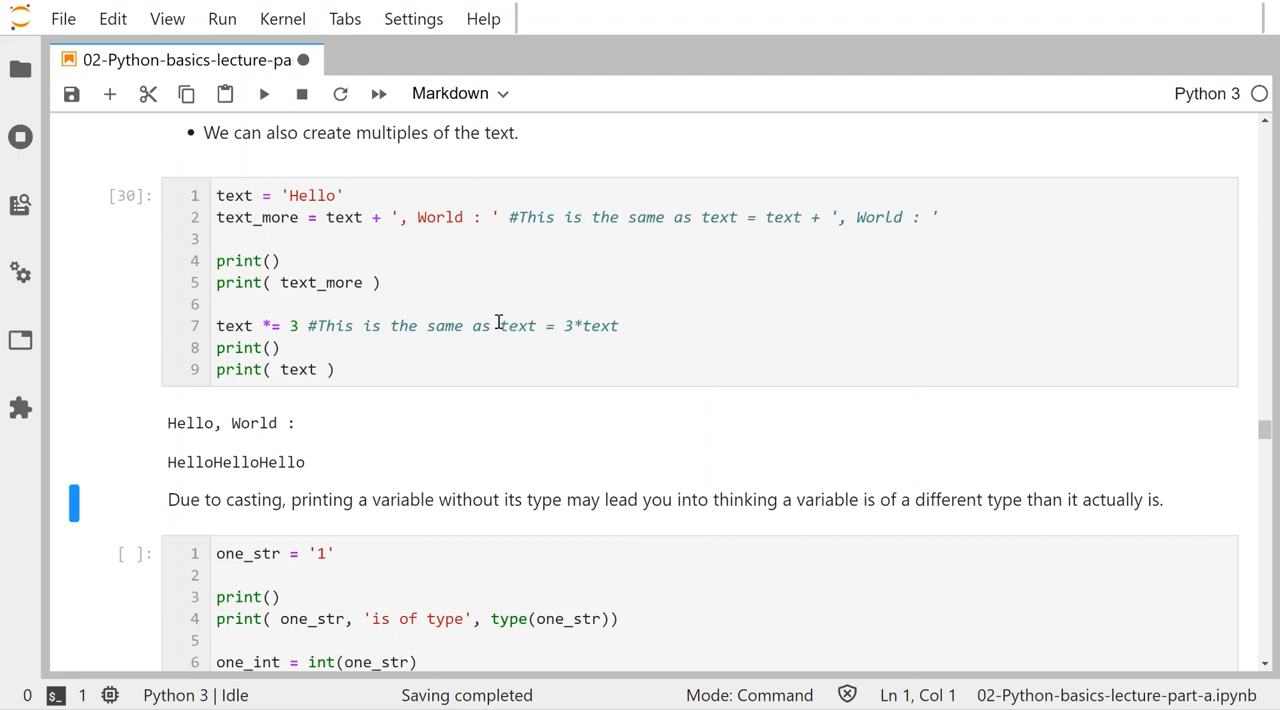 File Edit View Run Kernel Tabs Settings Help
02-Python-basics-lecture-pa
Markdown
Python 3
• We can also create multiples of the text.
[30]:
1 text = 'Hello'
2 text_more = text + ', World : ' #This is the same as text = text + ', World : '
3
4 print()
5 print( text_more )
6
7 text *= 3 #This is the same as text = 3*text
8 print()
9 print( text )
Hello, World :
HelloHelloHello
Due to casting, printing a variable without its type may lead you into thinking a variable is of a different type than it actually is.
[ ]:
1 one_str = '1'
2
3 print()
4 print( one_str, 'is of type', type(one_str))
5
6 one_int = int(one_str)
0 $_ 1 Python 3 | Idle Saving completed Mode: Command Ln 1, Col 1 02-Python-basics-lecture-part-a.ipynb